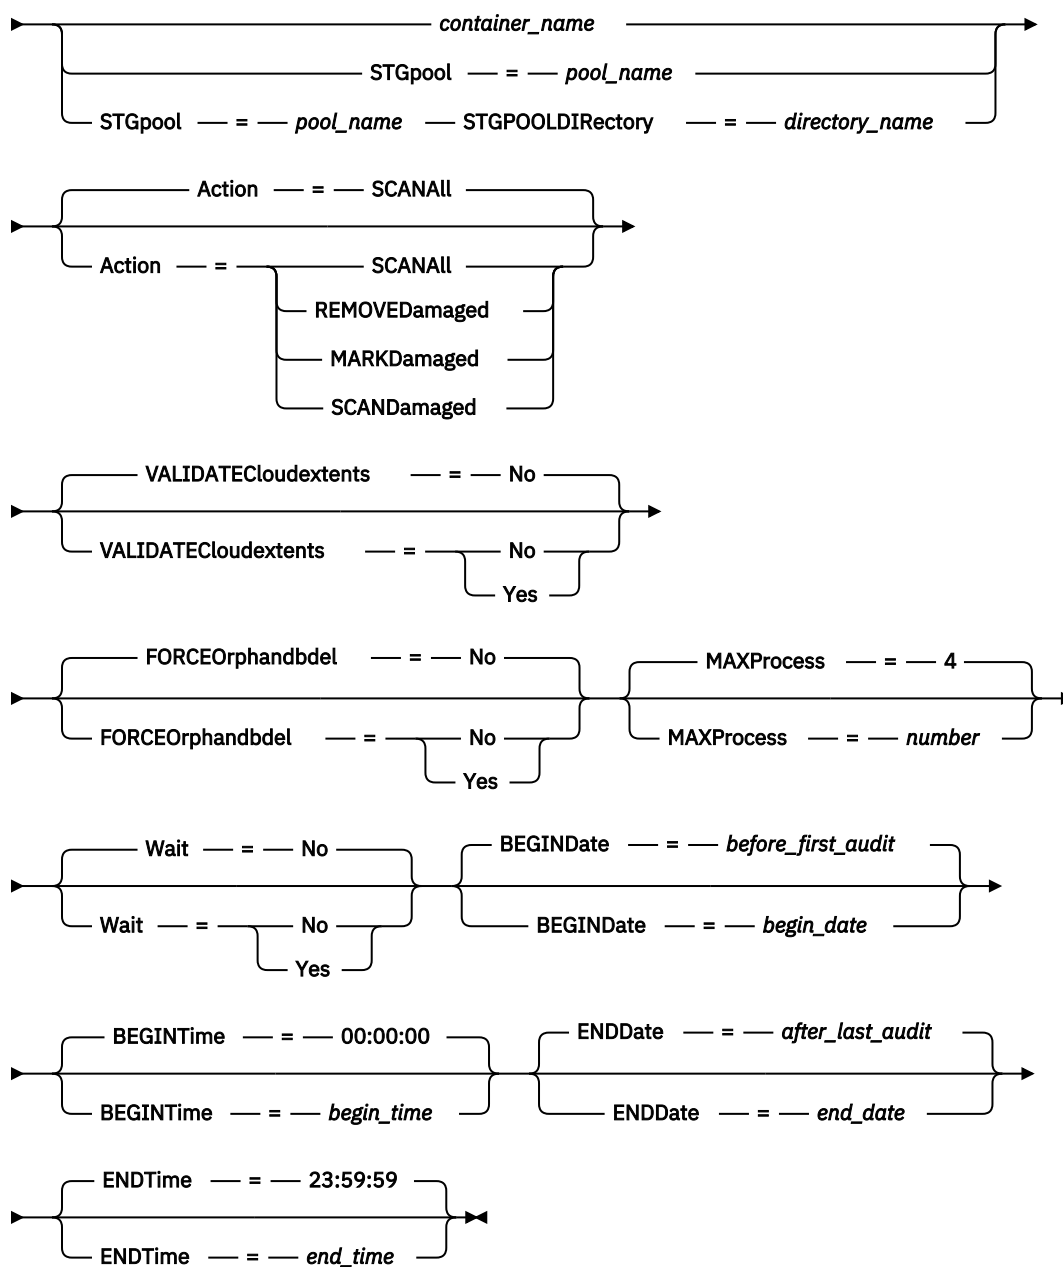 container_name
STGpool = pool_name
STGpool = pool_name STGPOOLDIRectory = directory_name
Action = SCANAll
Action = SCANAll
REMOVEDamaged
MARKDamaged
SCANDamaged
VALIDATECloudextents = No
VALIDATECloudextents = No
Yes
FORCEOrphandbdel = No MAXProcess = 4
FORCEOrphandbdel = No MAXProcess = number
Yes
Wait = No BEGINDate = before_first_audit
Wait = No BEGINDate = begin_date
Yes
BEGINTime = 00:00:00 ENDDate = after_last_audit
BEGINTime = begin_time ENDDate = end_date
ENDTime = 23:59:59
ENDTime = end_time